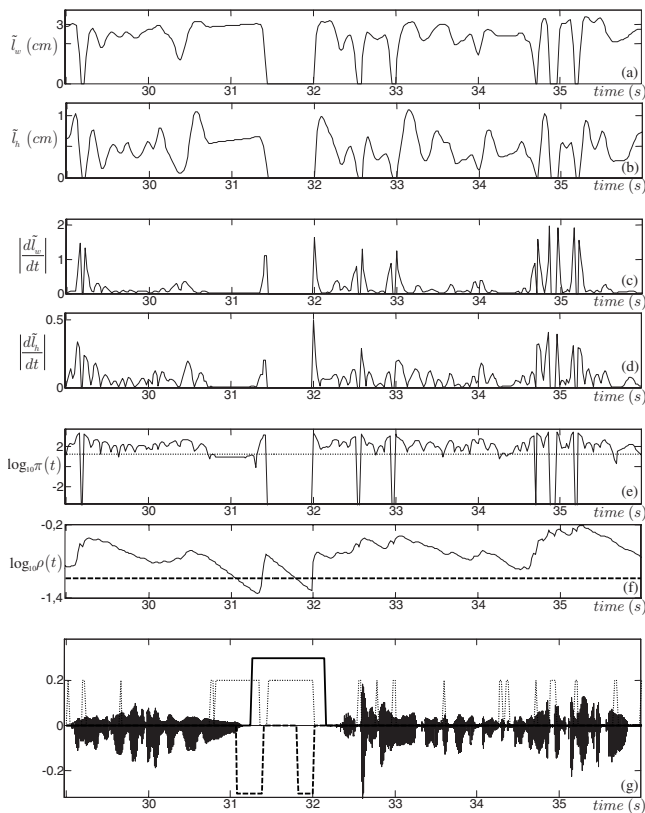 3
2
l̃w (cm)
0
(a)
30 31 32 33 34 35
time (s)
1
l̃h (cm)
0
(b)
30 31 32 33 34 35
time (s)
2
1
|dl̃w/dt|
0
(c)
30 31 32 33 34 35
time (s)
0.5
|dl̃h/dt|
0
(d)
30 31 32 33 34 35
time (s)
2
log₁₀π(t)
-2
(e)
30 31 32 33 34 35
time (s)
-0,2
log₁₀ρ(t)
-1,4
(f)
30 31 32 33 34 35
time (s)
0.2
0
-0.2
(g)
30 31 32 33 34 35
time (s)